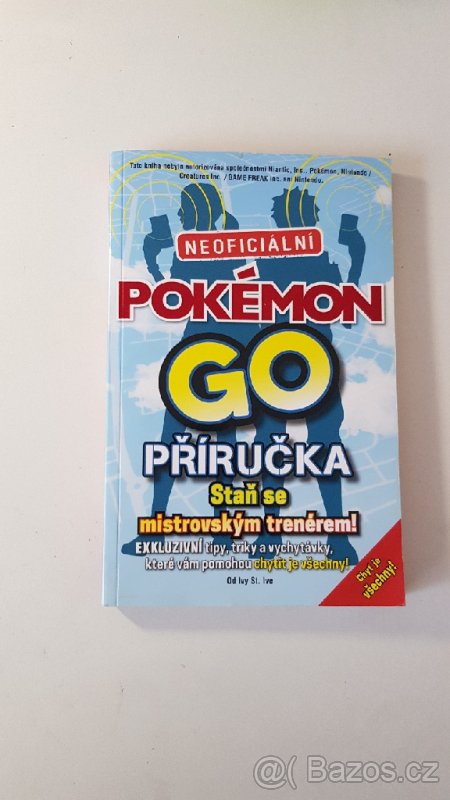 Tato kniha nebyla autorizována společnostmi Niantic, Inc., Pokémon, Nintendo /
Creatures Inc. / GAME FREAK Inc. ani Nintendo.
NEOFICIÁLNÍ
POKÉMON
GO
PŘÍRUČKA
Staň se
mistrovským trenérem!
EXKLUZIVNÍ tipy, triky a vychytávky,
které vám pomohou chytit je všechny!
Od Ivy St. Ive
Chyť je
všechny!
@ Bazos.cz